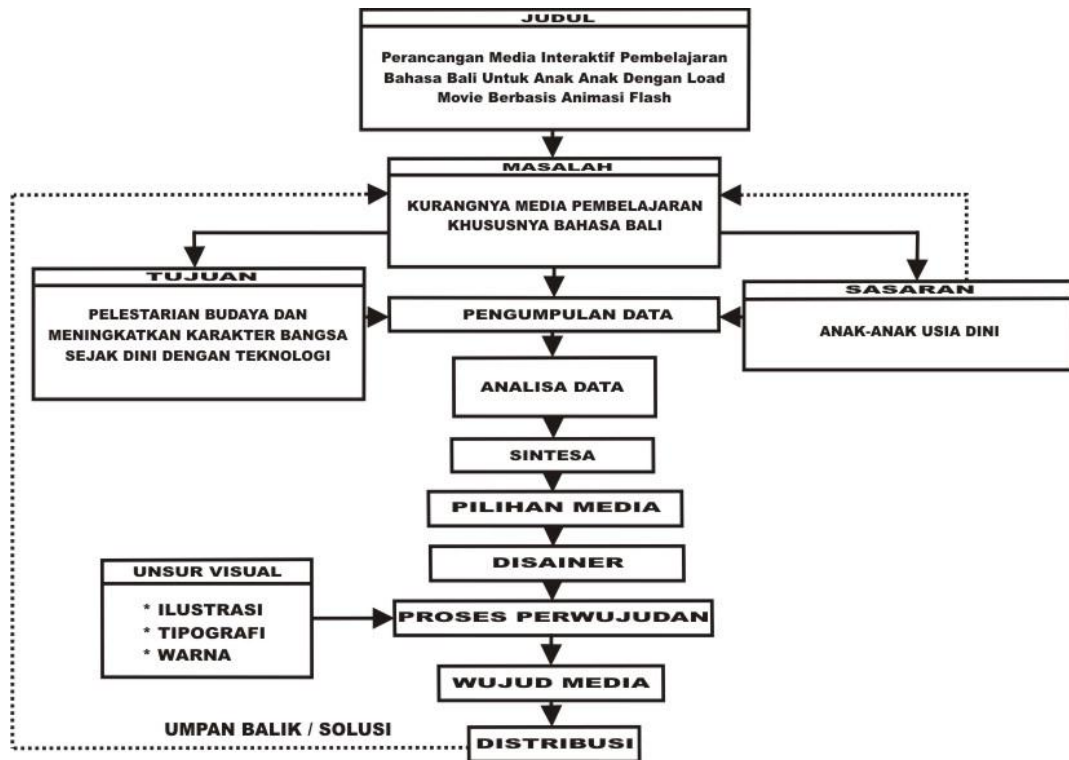 JUDUL
Perancangan Media Interaktif Pembelajaran
Bahasa Bali Untuk Anak Anak Dengan Load
Movie Berbasis Animasi Flash
MASALAH
KURANGNYA MEDIA PEMBELAJARAN
KHUSUSNYA BAHASA BALI
TUJUAN
PELESTARIAN BUDAYA DAN
MENINGKATKAN KARAKTER BANGSA
SEJAK DINI DENGAN TEKNOLOGI
PENGUMPULAN DATA
SASARAN
ANAK-ANAK USIA DINI
ANALISA DATA
SINTESA
PILIHAN MEDIA
DISAINER
UNSUR VISUAL
* ILUSTRASI
* TIPOGRAFI
* WARNA
PROSES PERWUJUDAN
WUJUD MEDIA
UMPAN BALIK / SOLUSI
DISTRIBUSI